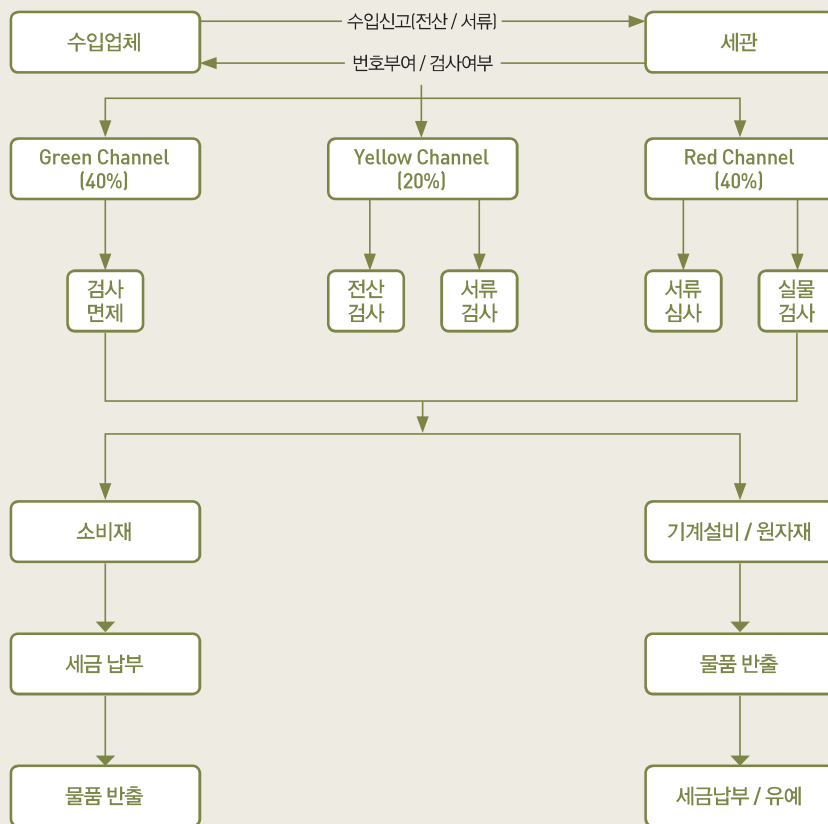 수입업체
수입신고(전산 / 서류)
세관
번호부여 / 검사여부
Green Channel
(40%)
Yellow Channel
(20%)
Red Channel
(40%)
검사
면제
전산
검사
서류
검사
서류
심사
실물
검사
소비재
기계설비 / 원자재
세금 납부
물품 반출
물품 반출
세금납부 / 유예